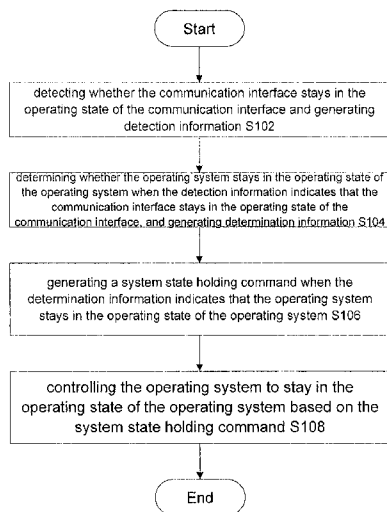 Start
detecting whether the communication interface stays in the
operating state of the communication interface and generating
detection information S102
determining whether the operating system stays in the operating state of
the operating system when the detection information indicates that the
communication interface stays in the operating state of the
communication interface, and generating determination information S104
generating a system state holding command when the
determination information indicates that the operating system
stays in the operating state of the operating system S106
controlling the operating system to stay in the
operating state of the operating system based on the
system state holding command S108
End